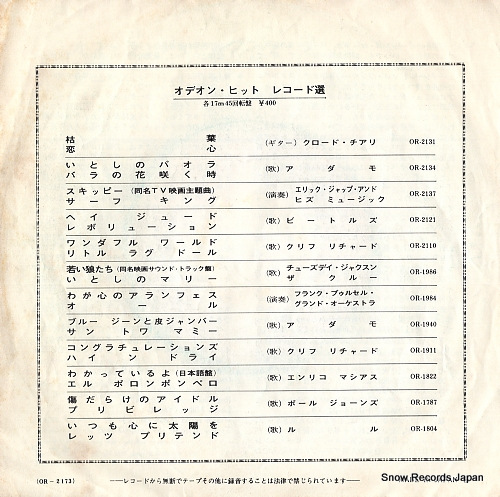 オデオン・ヒット レコード選
各17cm45回転盤 ¥400
枯葉
恋心
(ギター) クロード・チアリ OR-2131
いとしのパオラ
バラの花咲く時
(歌) アダモ OR-2134
スキッピー (同名TV映画主題曲)
サーフキング
(演奏) エリック・ジャップ・アンド
ヒズ ミュージック
OR-2137
ヘイ ジュード
レボリューション
(歌) ビートルズ OR-2121
ワンダフル ワールド
リトル ラグ ドール
(歌) クリフ リチャード OR-2110
若い狼たち (同名映画サウンド・トラック盤)
いとしのマリー
チューズデイ・ジャクスン
ザ クルー
OR-1986
わが心のアランフェス
オール
(演奏) フランク・プゥルセル・
グランド・オーケストラ
OR-1984
ブルー ジーンと皮ジャンパー
サン トワ マミー
(歌) アダモ OR-1940
コングラチュレーションズ
ハイン ドライ
(歌) クリフ リチャード OR-1911
わかっているよ (日本語盤)
エル ポロンポンペロ
(歌) エンリコ マシアス OR-1822
傷だらけのアイドル
プリビレッジ
(歌) ポール ジョーンズ OR-1787
いつも心に太陽を
レッツ プリテンド
(歌) ルル OR-1804
(OR-2173)
──レコードから無断でテープその他に録音することは法律で禁じられています──
Snow Records Japan